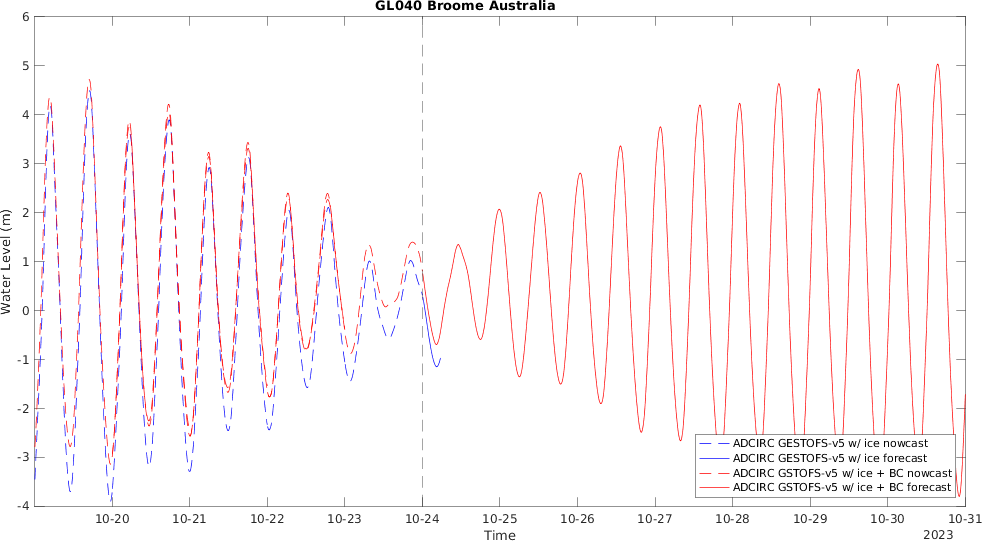 GL040 Broome Australia
6
5
4
3
2
1
0
-1
-2
-3
-4
Water Level (m)
ADCIRC GESTOFS-v5 w/ ice nowcast
ADCIRC GESTOFS-v5 w/ ice forecast
ADCIRC GSTOFS-v5 w/ ice + BC nowcast
ADCIRC GSTOFS-v5 w/ ice + BC forecast
10-20 10-21 10-22 10-23 10-24 10-25 10-26 10-27 10-28 10-29 10-30 10-31
Time
2023